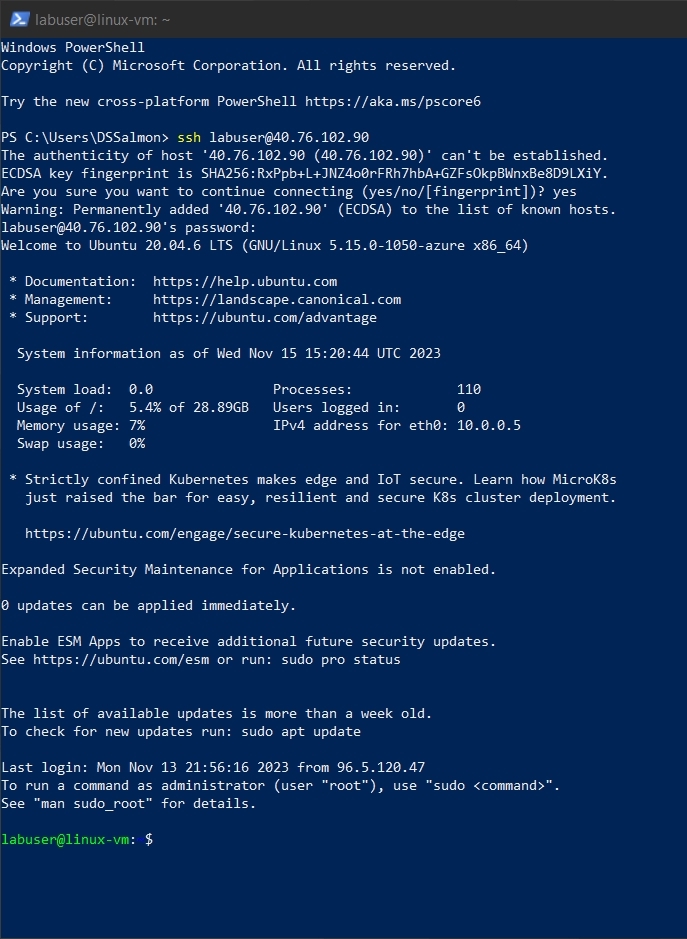 labuser@linux-vm: ~
Windows PowerShell
Copyright (C) Microsoft Corporation. All rights reserved.
Try the new cross-platform PowerShell https://aka.ms/pscore6
PS C:\Users\DSSalmon> ssh labuser@40.76.102.90
The authenticity of host '40.76.102.90 (40.76.102.90)' can't be established.
ECDSA key fingerprint is SHA256:RxPpb+L+JNZ4o0rFRh7hbA+GZFsOkpBWnxBe8D9LXiY.
Are you sure you want to continue connecting (yes/no/[fingerprint])? yes
Warning: Permanently added '40.76.102.90' (ECDSA) to the list of known hosts.
labuser@40.76.102.90's password:
Welcome to Ubuntu 20.04.6 LTS (GNU/Linux 5.15.0-1050-azure x86_64)
* Documentation:  https://help.ubuntu.com
* Management:     https://landscape.canonical.com
* Support:        https://ubuntu.com/advantage
System information as of Wed Nov 15 15:20:44 UTC 2023
System load:  0.0               Processes:             110
Usage of /:   5.4% of 28.89GB   Users logged in:       0
Memory usage: 7%                IPv4 address for eth0: 10.0.0.5
Swap usage:   0%
* Strictly confined Kubernetes makes edge and IoT secure. Learn how MicroK8s
just raised the bar for easy, resilient and secure K8s cluster deployment.
https://ubuntu.com/engage/secure-kubernetes-at-the-edge
Expanded Security Maintenance for Applications is not enabled.
0 updates can be applied immediately.
Enable ESM Apps to receive additional future security updates.
See https://ubuntu.com/esm or run: sudo pro status
The list of available updates is more than a week old.
To check for new updates run: sudo apt update
Last login: Mon Nov 13 21:56:16 2023 from 96.5.120.47
To run a command as administrator (user "root"), use "sudo <command>".
See "man sudo_root" for details.
labuser@linux-vm: $